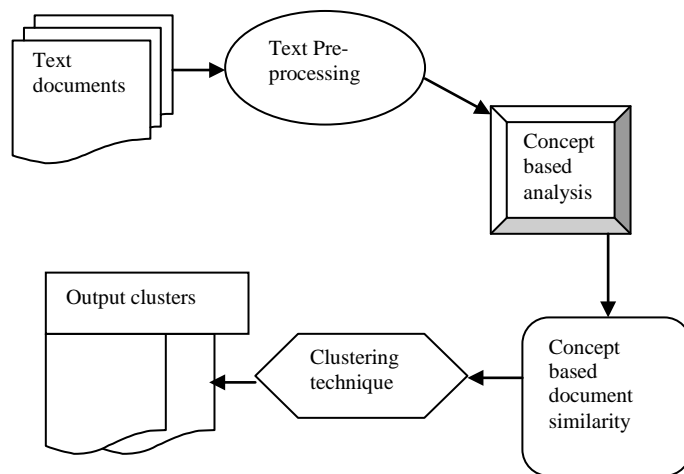 Text
documents
Text Pre-
processing
Concept
based
analysis
Concept
based
document
similarity
Clustering
technique
Output clusters